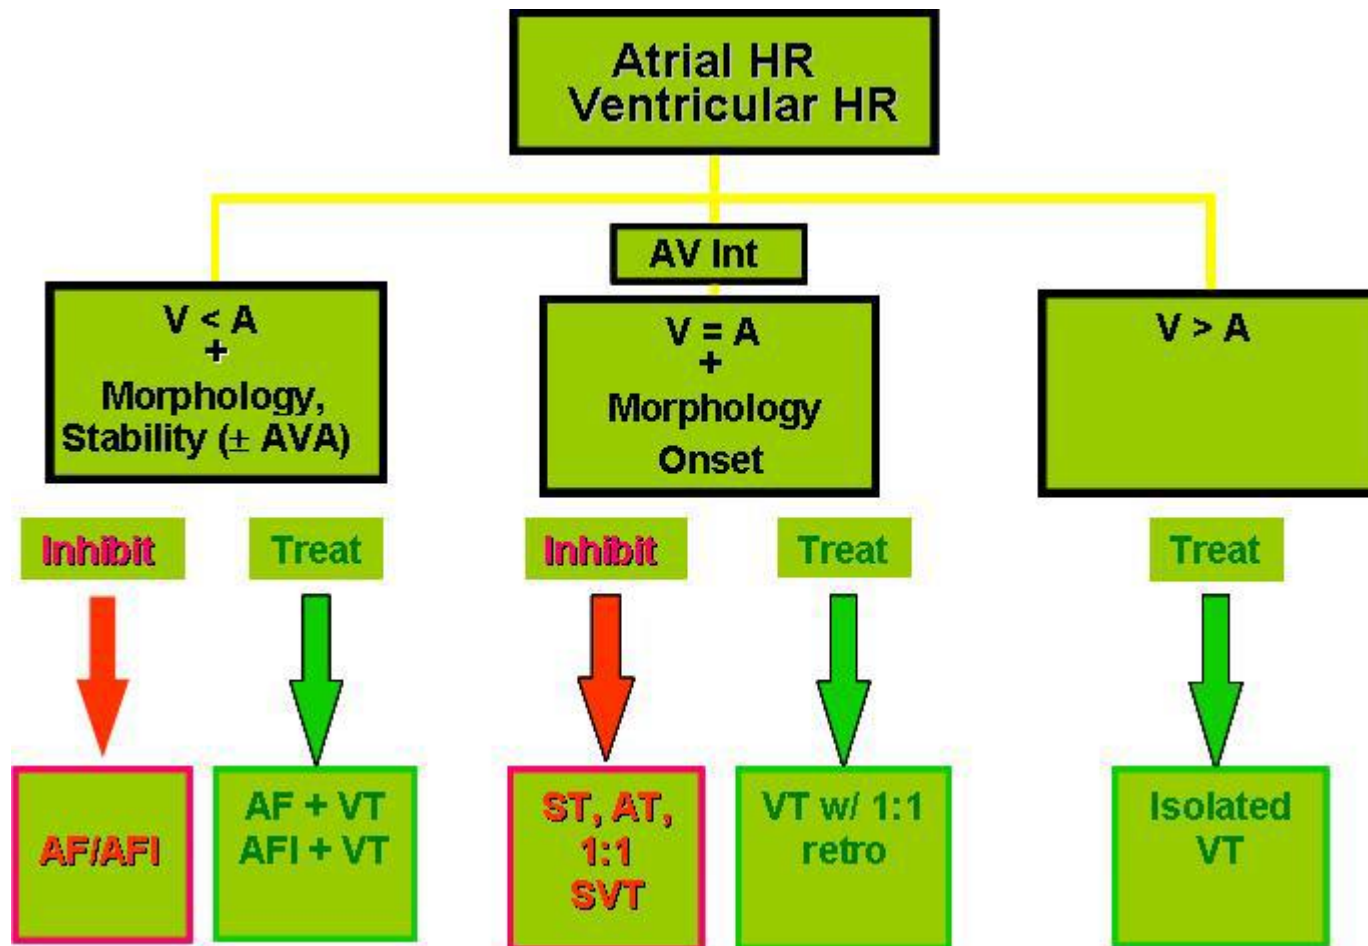 Atrial HR
Ventricular HR
AV Int
V < A
+
Morphology,
Stability (± AVA)
V = A
+
Morphology
Onset
V > A
Inhibit
Treat
Inhibit
Treat
Treat
AF/AFl
AF + VT
AFl + VT
ST, AT,
1:1
SVT
VT w/ 1:1
retro
Isolated
VT